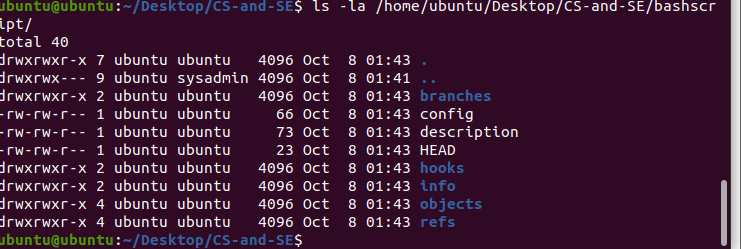 ubuntu@ubuntu:~/Desktop/CS-and-SE$ ls -la /home/ubuntu/Desktop/CS-and-SE/bashscr
ipt/
total 40
drwxrwxr-x 7 ubuntu ubuntu   4096 Oct  8 01:43 .
drwxrwx--- 9 ubuntu sysadmin 4096 Oct  8 01:41 ..
drwxrwxr-x 2 ubuntu ubuntu   4096 Oct  8 01:43 branches
-rw-rw-r-- 1 ubuntu ubuntu     66 Oct  8 01:43 config
-rw-rw-r-- 1 ubuntu ubuntu     73 Oct  8 01:43 description
-rw-rw-r-- 1 ubuntu ubuntu     23 Oct  8 01:43 HEAD
drwxrwxr-x 2 ubuntu ubuntu   4096 Oct  8 01:43 hooks
drwxrwxr-x 2 ubuntu ubuntu   4096 Oct  8 01:43 info
drwxrwxr-x 4 ubuntu ubuntu   4096 Oct  8 01:43 objects
drwxrwxr-x 4 ubuntu ubuntu   4096 Oct  8 01:43 refs
ubuntu@ubuntu:~/Desktop/CS-and-SE$